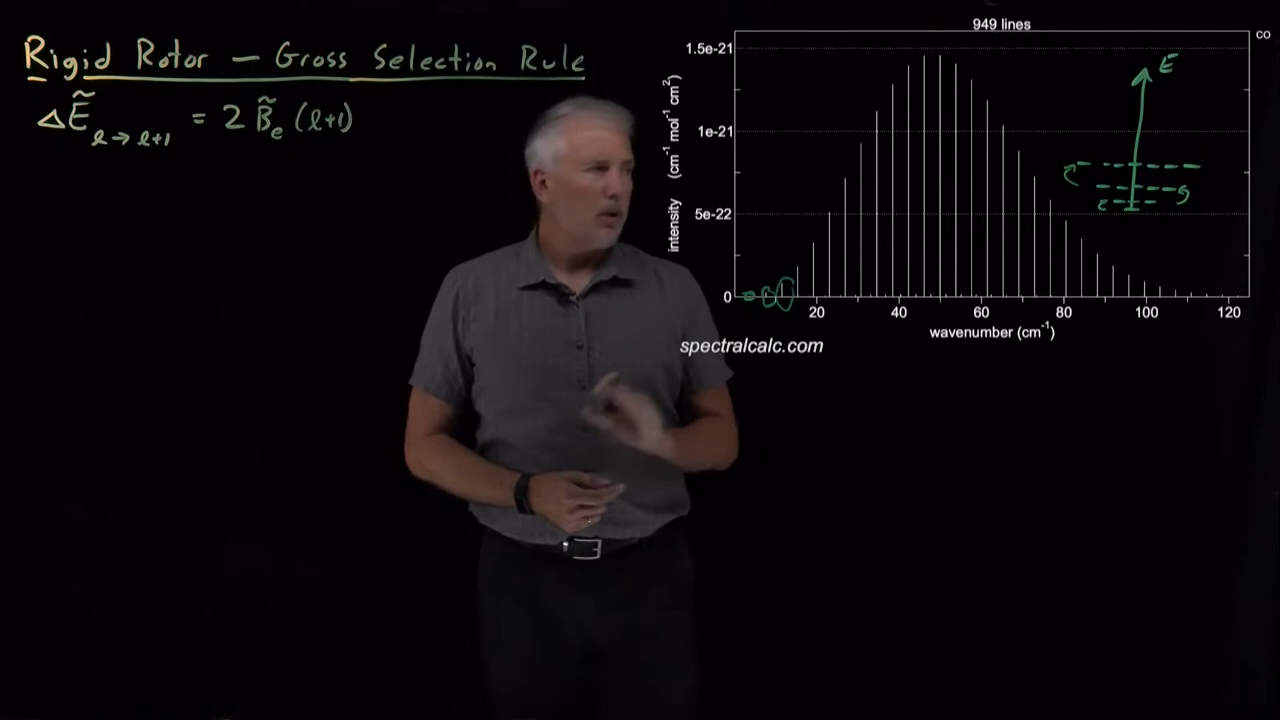 Rigid Rotor — Gross Selection Rule
ΔẼ_{ℓ→ℓ+1} = 2 B̃_e (ℓ+1)
949 lines
CO
1.5e-21
1e-21
5e-22
0
intensity (cm⁻¹ mol⁻¹ cm²)
E
20 40 60 80 100 120
wavenumber (cm⁻¹)
spectralcalc.com